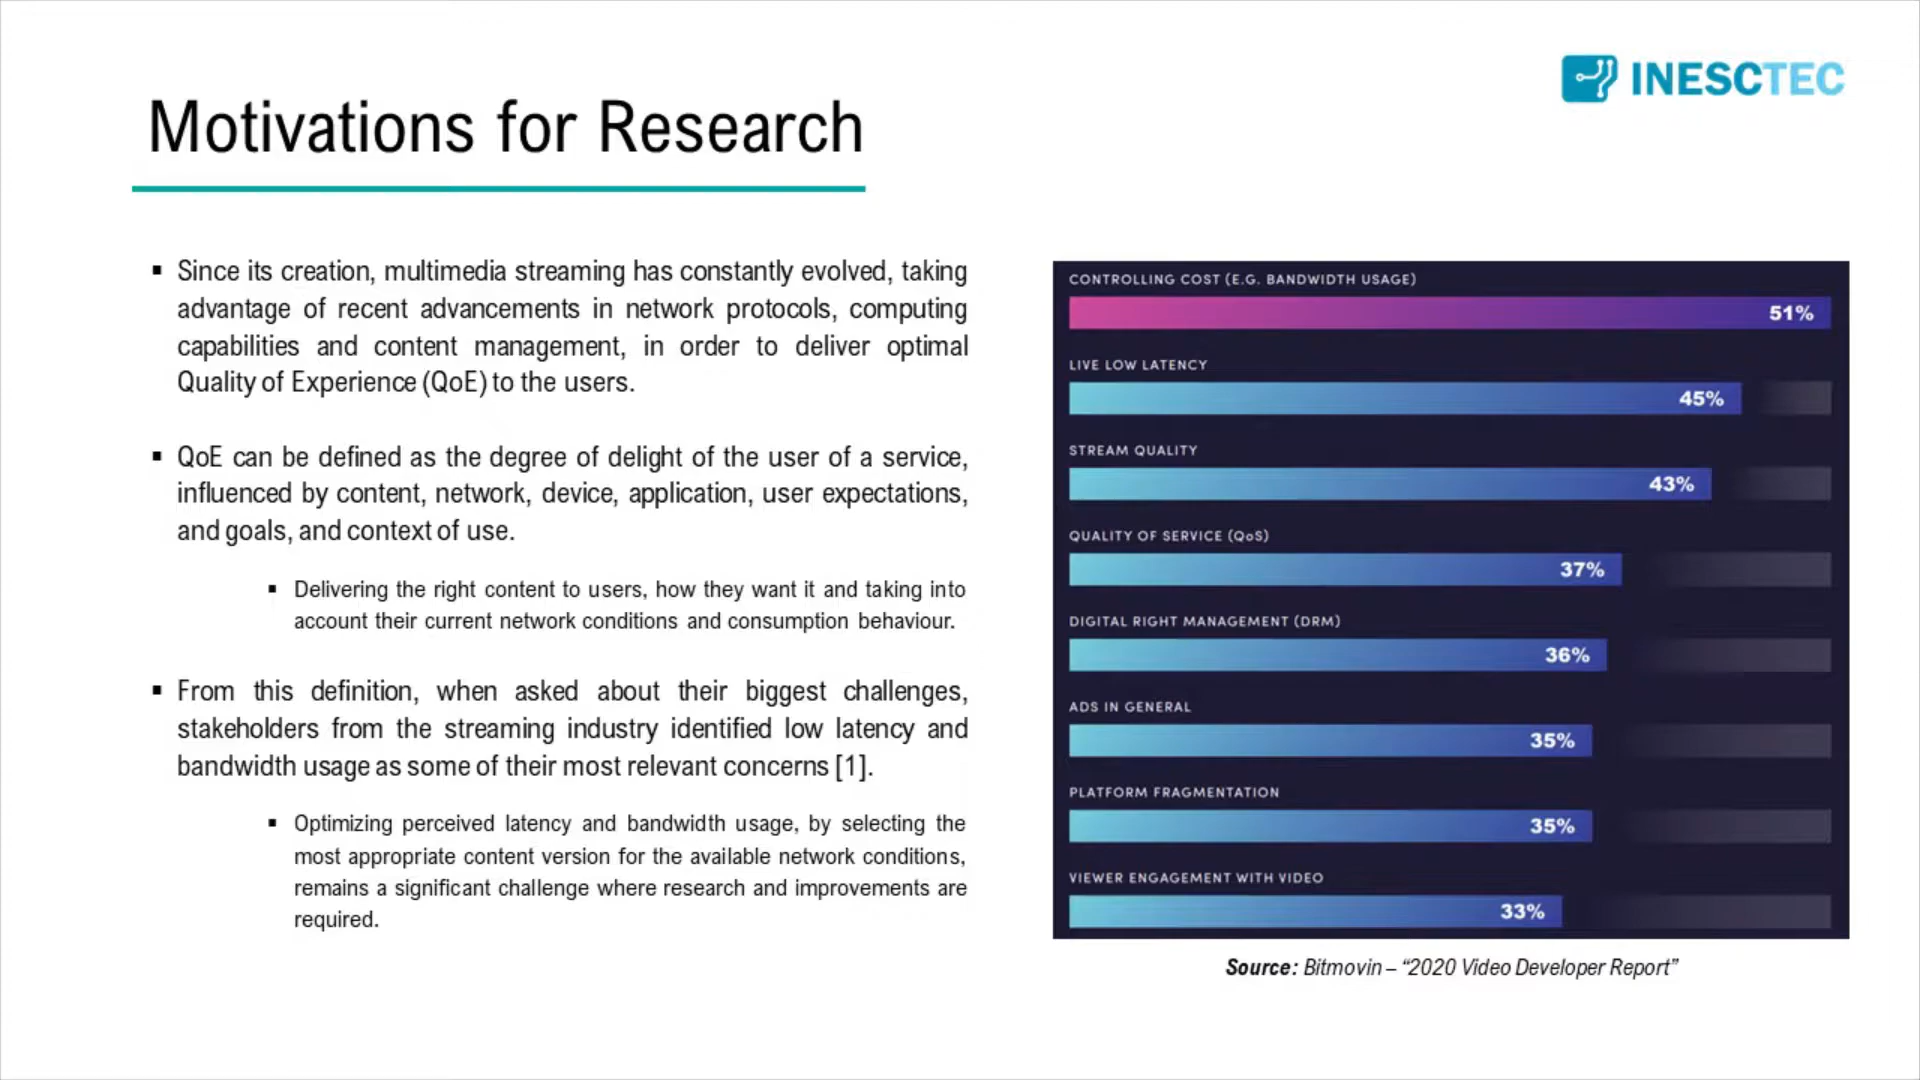 INESCTEC
Motivations for Research
▪ Since its creation, multimedia streaming has constantly evolved, taking
advantage of recent advancements in network protocols, computing
capabilities and content management, in order to deliver optimal
Quality of Experience (QoE) to the users.
▪ QoE can be defined as the degree of delight of the user of a service,
influenced by content, network, device, application, user expectations,
and goals, and context of use.
▪ Delivering the right content to users, how they want it and taking into
account their current network conditions and consumption behaviour.
▪ From this definition, when asked about their biggest challenges,
stakeholders from the streaming industry identified low latency and
bandwidth usage as some of their most relevant concerns [1].
▪ Optimizing perceived latency and bandwidth usage, by selecting the
most appropriate content version for the available network conditions,
remains a significant challenge where research and improvements are
required.
CONTROLLING COST (E.G. BANDWIDTH USAGE)
51%
LIVE LOW LATENCY
45%
STREAM QUALITY
43%
QUALITY OF SERVICE (QoS)
37%
DIGITAL RIGHT MANAGEMENT (DRM)
36%
ADS IN GENERAL
35%
PLATFORM FRAGMENTATION
35%
VIEWER ENGAGEMENT WITH VIDEO
33%
Source: Bitmovin – “2020 Video Developer Report”